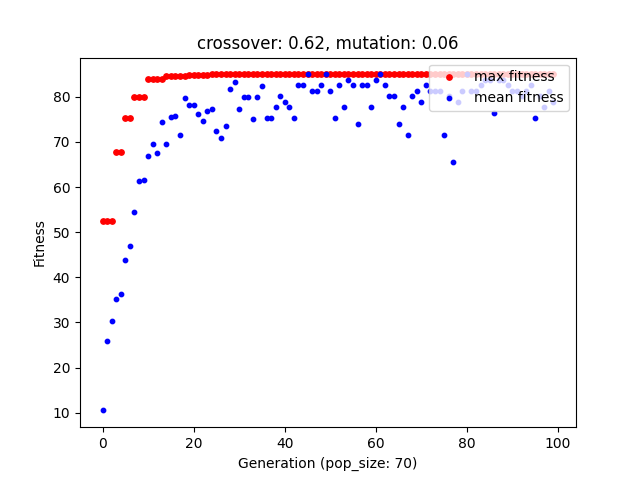 crossover: 0.62, mutation: 0.06
max fitness
mean fitness
Fitness
80
70
60
50
40
30
20
10
0
20
40
60
80
100
Generation (pop_size: 70)